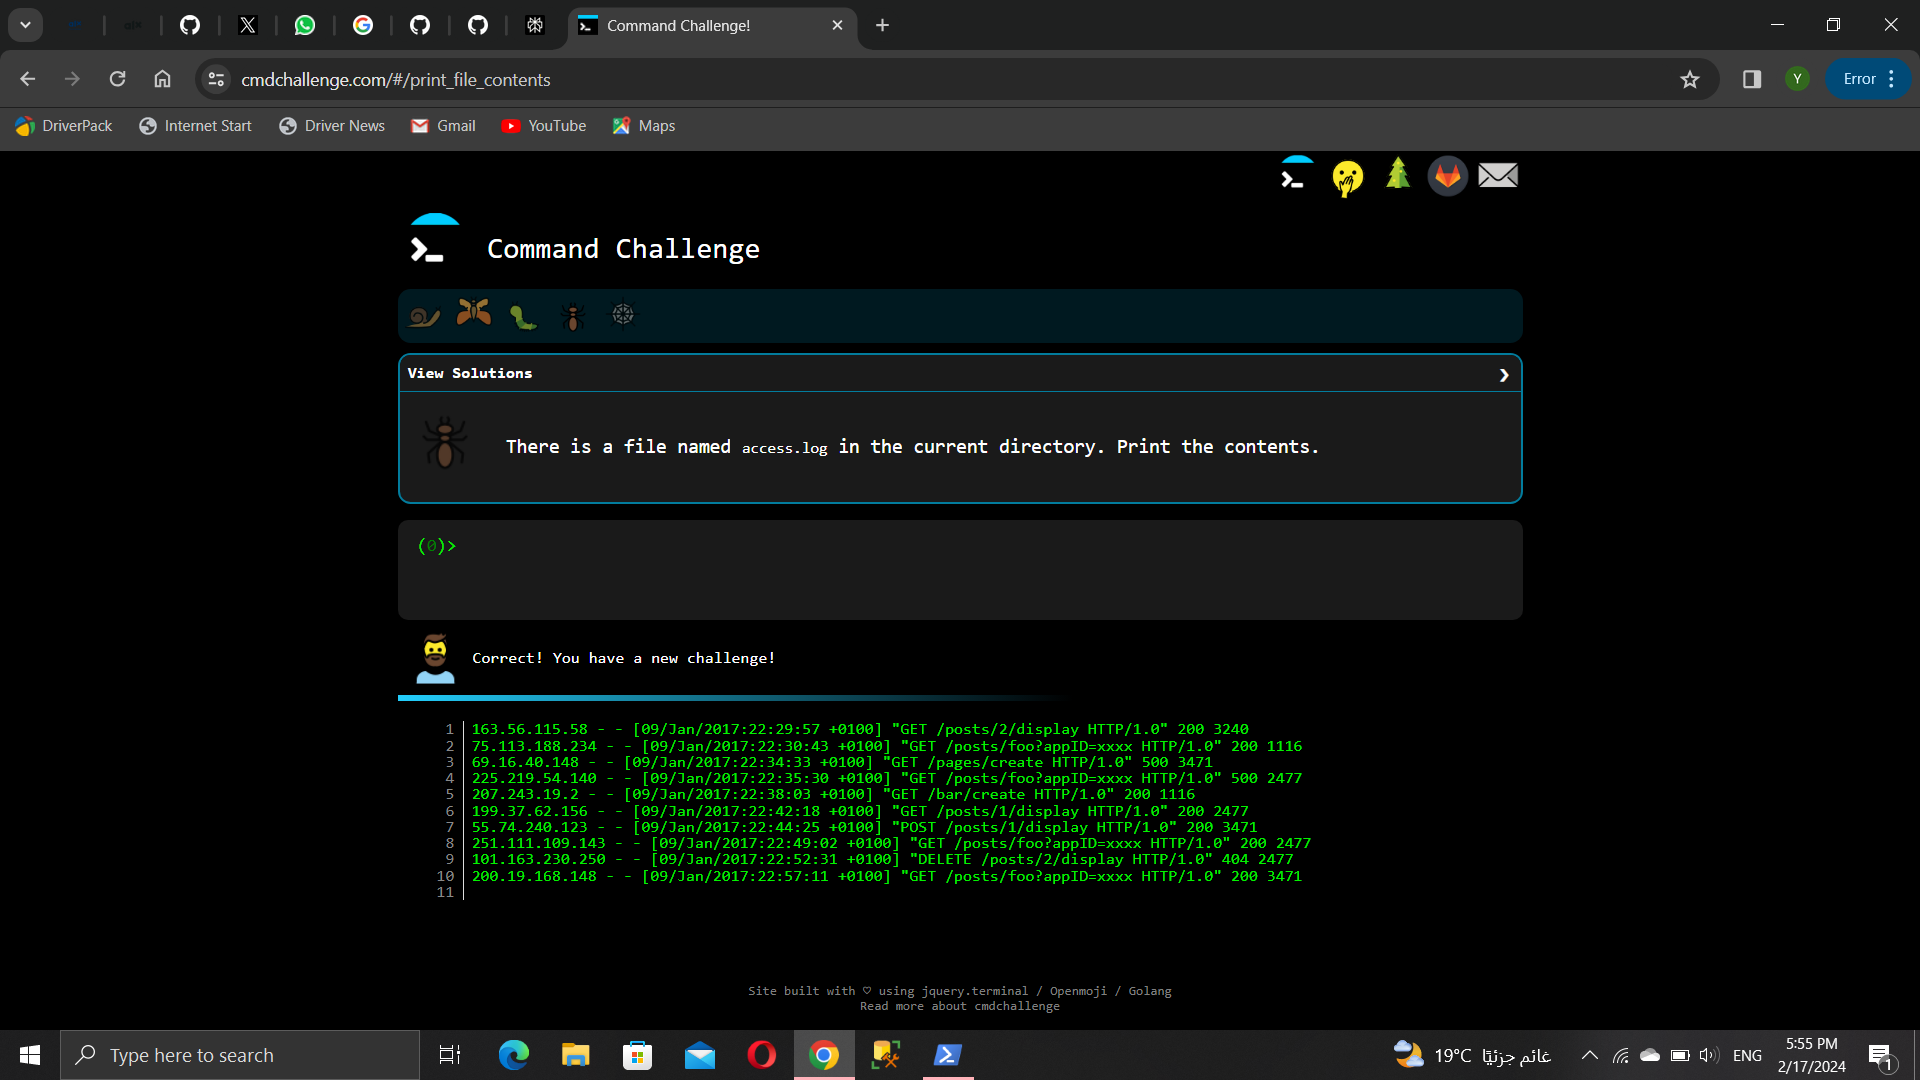 Command Challenge!
cmdchallenge.com/#/print_file_contents
Y
Error
DriverPack
Internet Start
Driver News
Gmail
YouTube
Maps
Command Challenge
View Solutions
There is a file named access.log in the current directory. Print the contents.
(0)>
Correct! You have a new challenge!
1 163.56.115.58 - - [09/Jan/2017:22:29:57 +0100] "GET /posts/2/display HTTP/1.0" 200 3240
2 75.113.188.234 - - [09/Jan/2017:22:30:43 +0100] "GET /posts/foo?appID=xxxx HTTP/1.0" 200 1116
3 69.16.40.148 - - [09/Jan/2017:22:34:33 +0100] "GET /pages/create HTTP/1.0" 500 3471
4 225.219.54.140 - - [09/Jan/2017:22:35:30 +0100] "GET /posts/foo?appID=xxxx HTTP/1.0" 500 2477
5 207.243.19.2 - - [09/Jan/2017:22:38:03 +0100] "GET /bar/create HTTP/1.0" 200 1116
6 199.37.62.156 - - [09/Jan/2017:22:42:18 +0100] "GET /posts/1/display HTTP/1.0" 200 2477
7 55.74.240.123 - - [09/Jan/2017:22:44:25 +0100] "POST /posts/1/display HTTP/1.0" 200 3471
8 251.111.109.143 - - [09/Jan/2017:22:49:02 +0100] "GET /posts/foo?appID=xxxx HTTP/1.0" 200 2477
9 101.163.230.250 - - [09/Jan/2017:22:52:31 +0100] "DELETE /posts/2/display HTTP/1.0" 404 2477
10 200.19.168.148 - - [09/Jan/2017:22:57:11 +0100] "GET /posts/foo?appID=xxxx HTTP/1.0" 200 3471
11
Site built with ♡ using jquery.terminal / Openmoji / Golang
Read more about cmdchallenge
Type here to search
19°C غائم جزئيًا
ENG
5:55 PM
2/17/2024
1